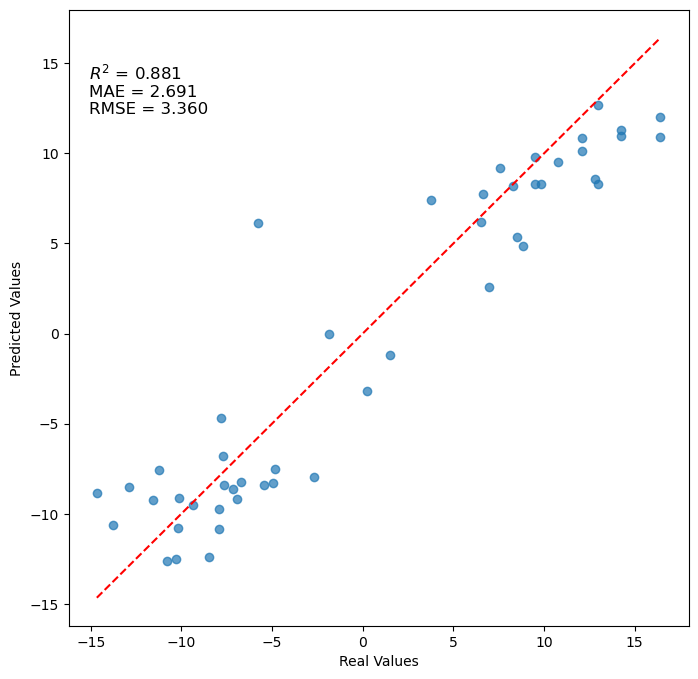 R² = 0.881
MAE = 2.691
RMSE = 3.360
15
10
5
0
−5
−10
−15
Predicted Values
−15 −10 −5 0 5 10 15
Real Values